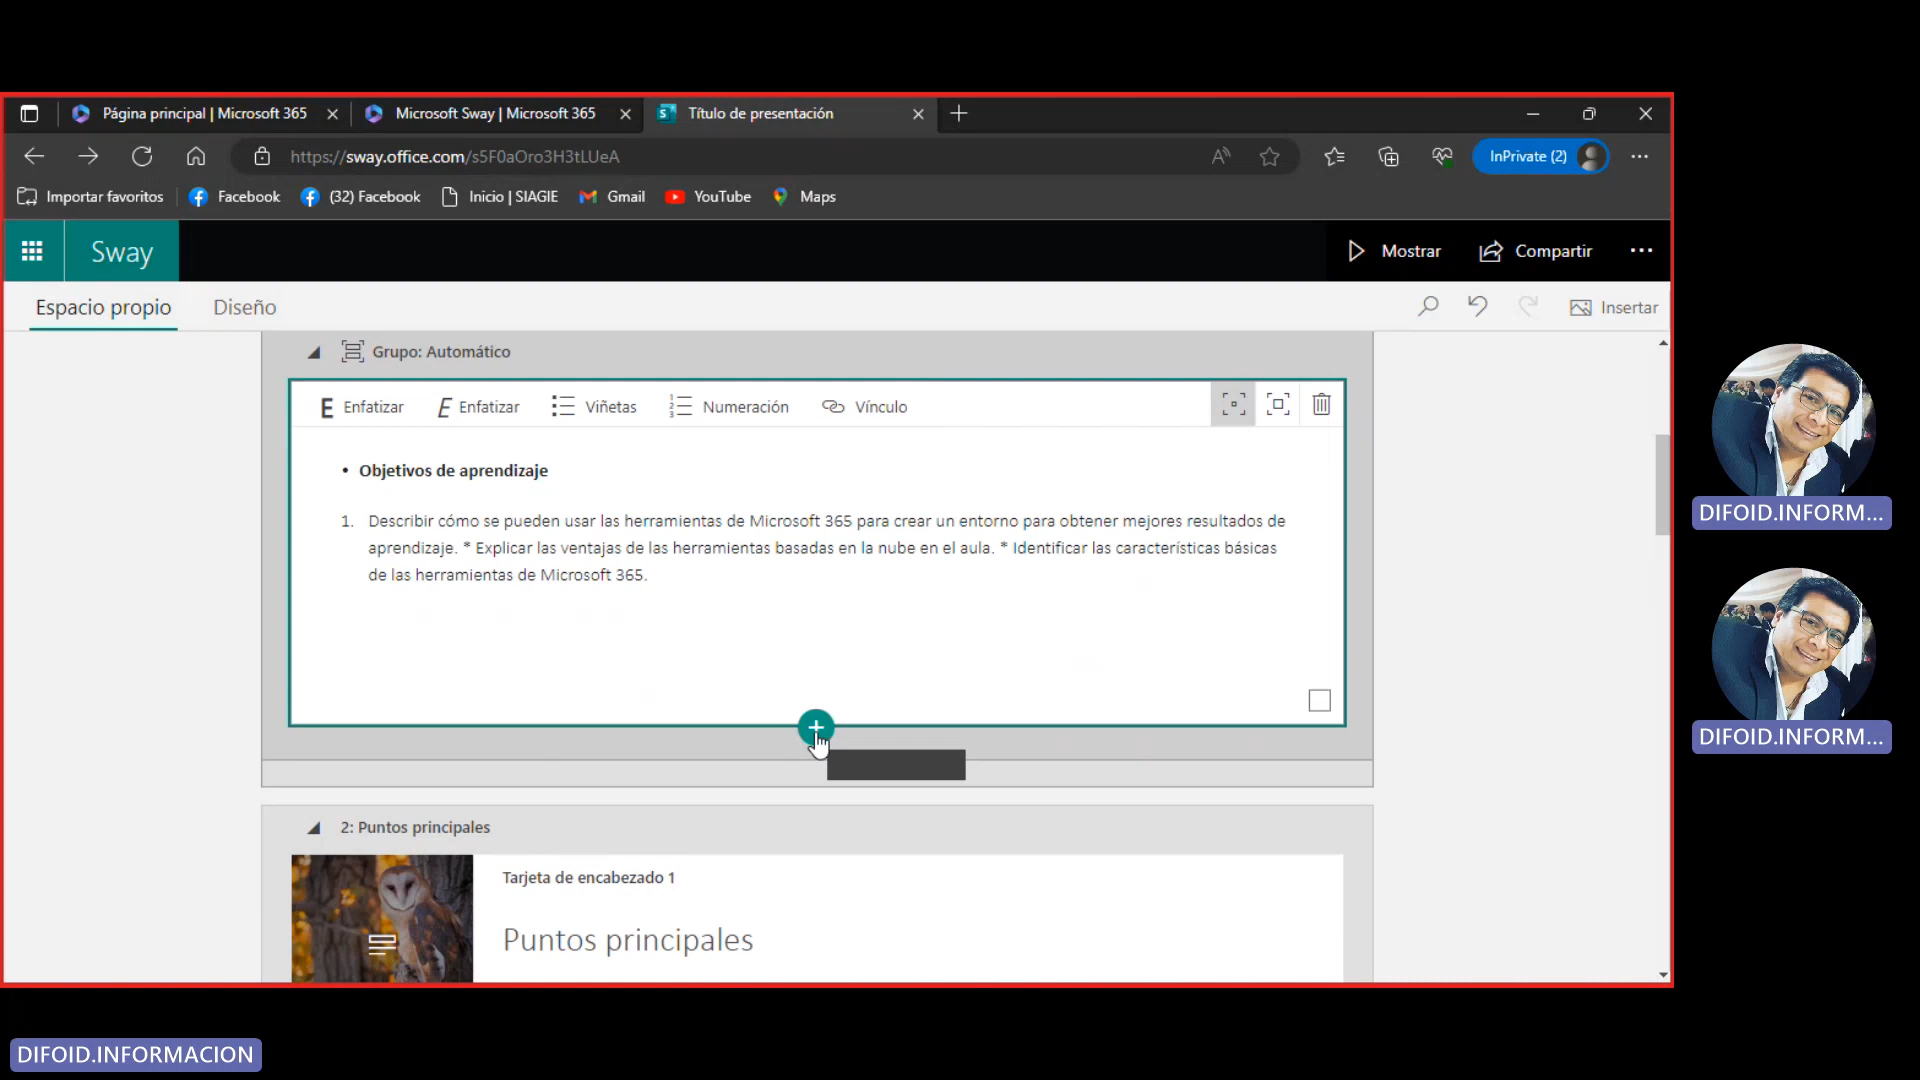 Página principal | Microsoft 365
Microsoft Sway | Microsoft 365
S
Título de presentación
https://sway.office.com/s5F0aOro3H3tLUeA
InPrivate (2)
Importar favoritos
Facebook
(32) Facebook
Inicio | SIAGIE
Gmail
YouTube
Maps
Sway
Mostrar
Compartir
Espacio propio
Diseño
Insertar
Grupo: Automático
E Enfatizar
E Enfatizar
Viñetas
Numeración
Vínculo
• Objetivos de aprendizaje
1. Describir cómo se pueden usar las herramientas de Microsoft 365 para crear un entorno para obtener mejores resultados de
aprendizaje. * Explicar las ventajas de las herramientas basadas en la nube en el aula. * Identificar las características básicas
de las herramientas de Microsoft 365.
2: Puntos principales
Tarjeta de encabezado 1
Puntos principales
DIFOID.INFORM...
DIFOID.INFORM...
DIFOID.INFORMACION